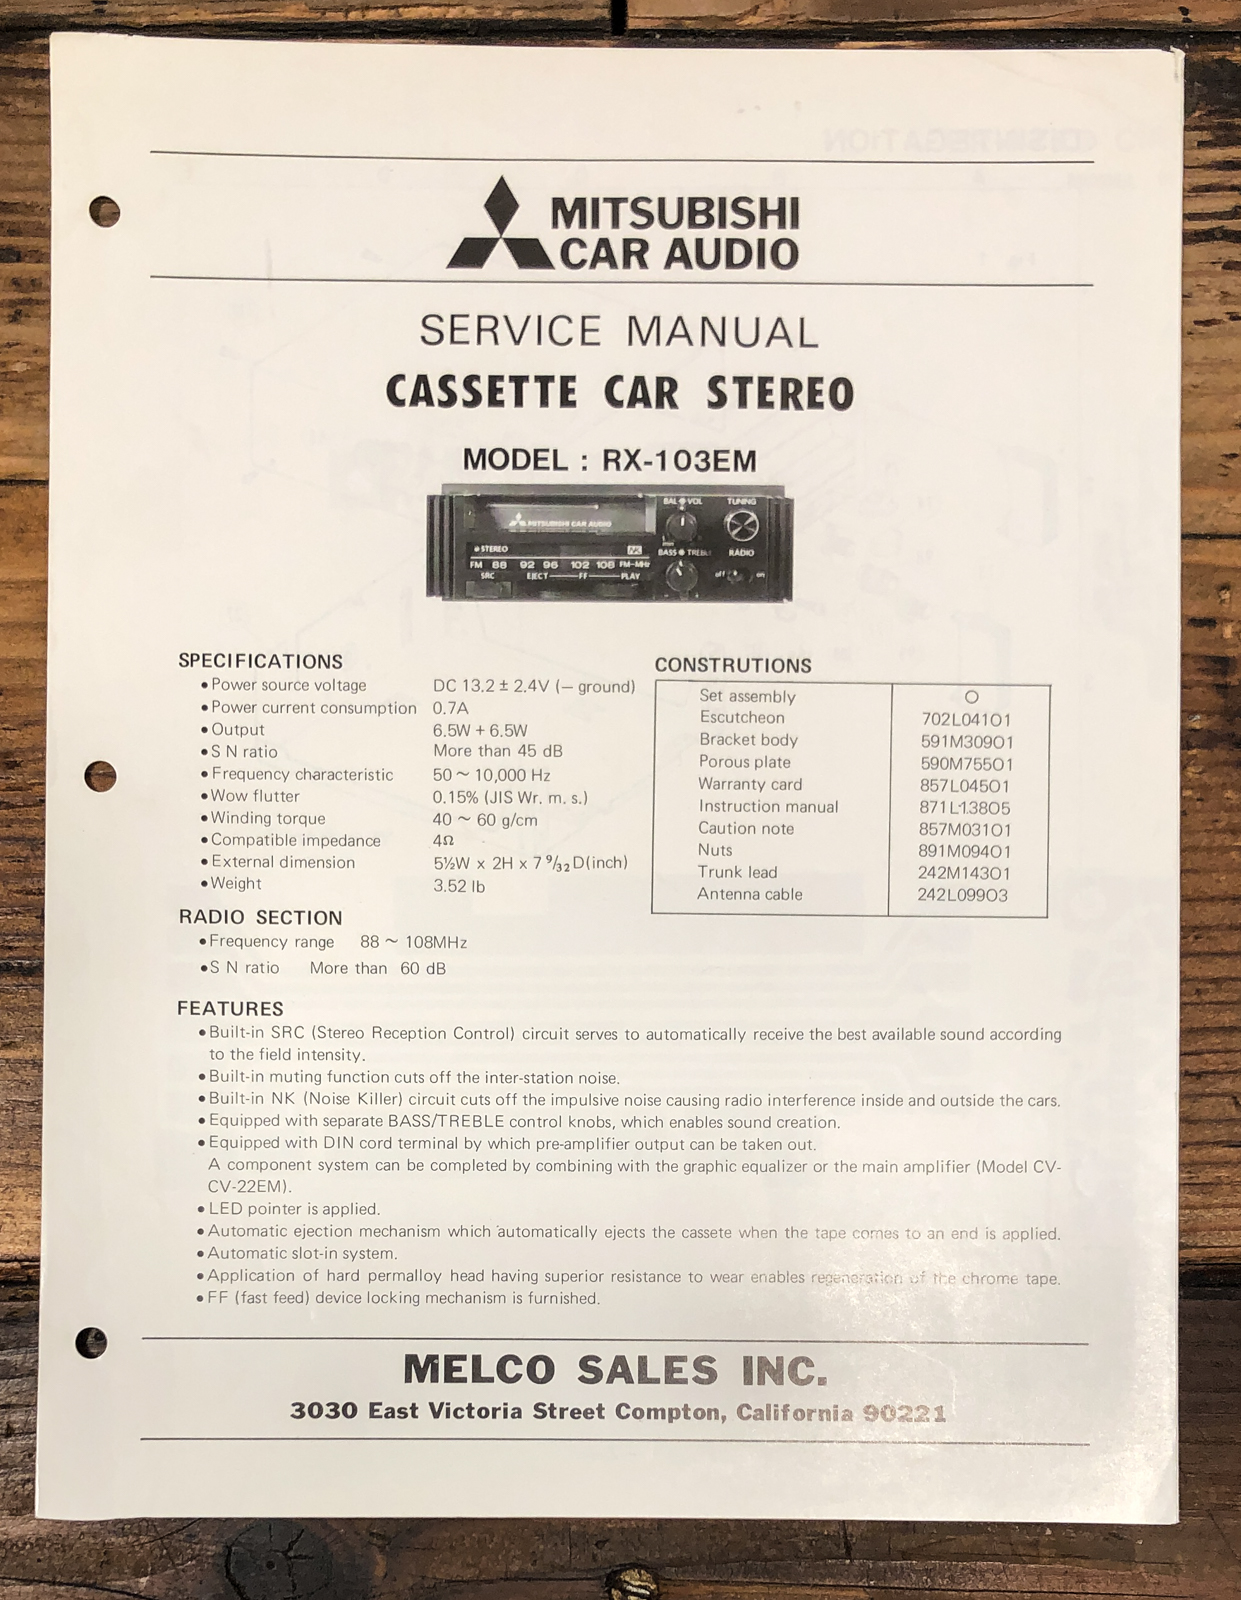 MITSUBISHI
CAR AUDIO
SERVICE MANUAL
CASSETTE CAR STEREO
MODEL : RX-103EM
BAL VOL TUNING
MITSUBISHI CAR AUDIO
STEREO
BASS TREBLE RADIO
FM 88 92 96 102 108 FM-MHz
off on
SRC EJECT FF PLAY
SPECIFICATIONS
• Power source voltage DC 13.2 ± 2.4V (— ground)
• Power current consumption 0.7A
• Output 6.5W + 6.5W
• S N ratio More than 45 dB
• Frequency characteristic 50 ~ 10,000 Hz
• Wow flutter 0.15% (JIS Wr. m. s.)
• Winding torque 40 ~ 60 g/cm
• Compatible impedance 4Ω
• External dimension 5½W x 2H x 7 9/32 D(inch)
• Weight 3.52 lb
CONSTRUTIONS
Set assembly O
Escutcheon 702L04101
Bracket body 591M30901
Porous plate 590M75501
Warranty card 857L04501
Instruction manual 871L13805
Caution note 857M03101
Nuts 891M09401
Trunk lead 242M14301
Antenna cable 242L09903
RADIO SECTION
• Frequency range 88 ~ 108MHz
• S N ratio More than 60 dB
FEATURES
• Built-in SRC (Stereo Reception Control) circuit serves to automatically receive the best available sound according
to the field intensity.
• Built-in muting function cuts off the inter-station noise.
• Built-in NK (Noise Killer) circuit cuts off the impulsive noise causing radio interference inside and outside the cars.
• Equipped with separate BASS/TREBLE control knobs, which enables sound creation.
• Equipped with DIN cord terminal by which pre-amplifier output can be taken out.
A component system can be completed by combining with the graphic equalizer or the main amplifier (Model CV-
CV-22EM).
• LED pointer is applied.
• Automatic ejection mechanism which automatically ejects the cassete when the tape comes to an end is applied.
• Automatic slot-in system.
• Application of hard permalloy head having superior resistance to wear enables regeneration of the chrome tape.
• FF (fast feed) device locking mechanism is furnished.
MELCO SALES INC.
3030 East Victoria Street Compton, California 90221